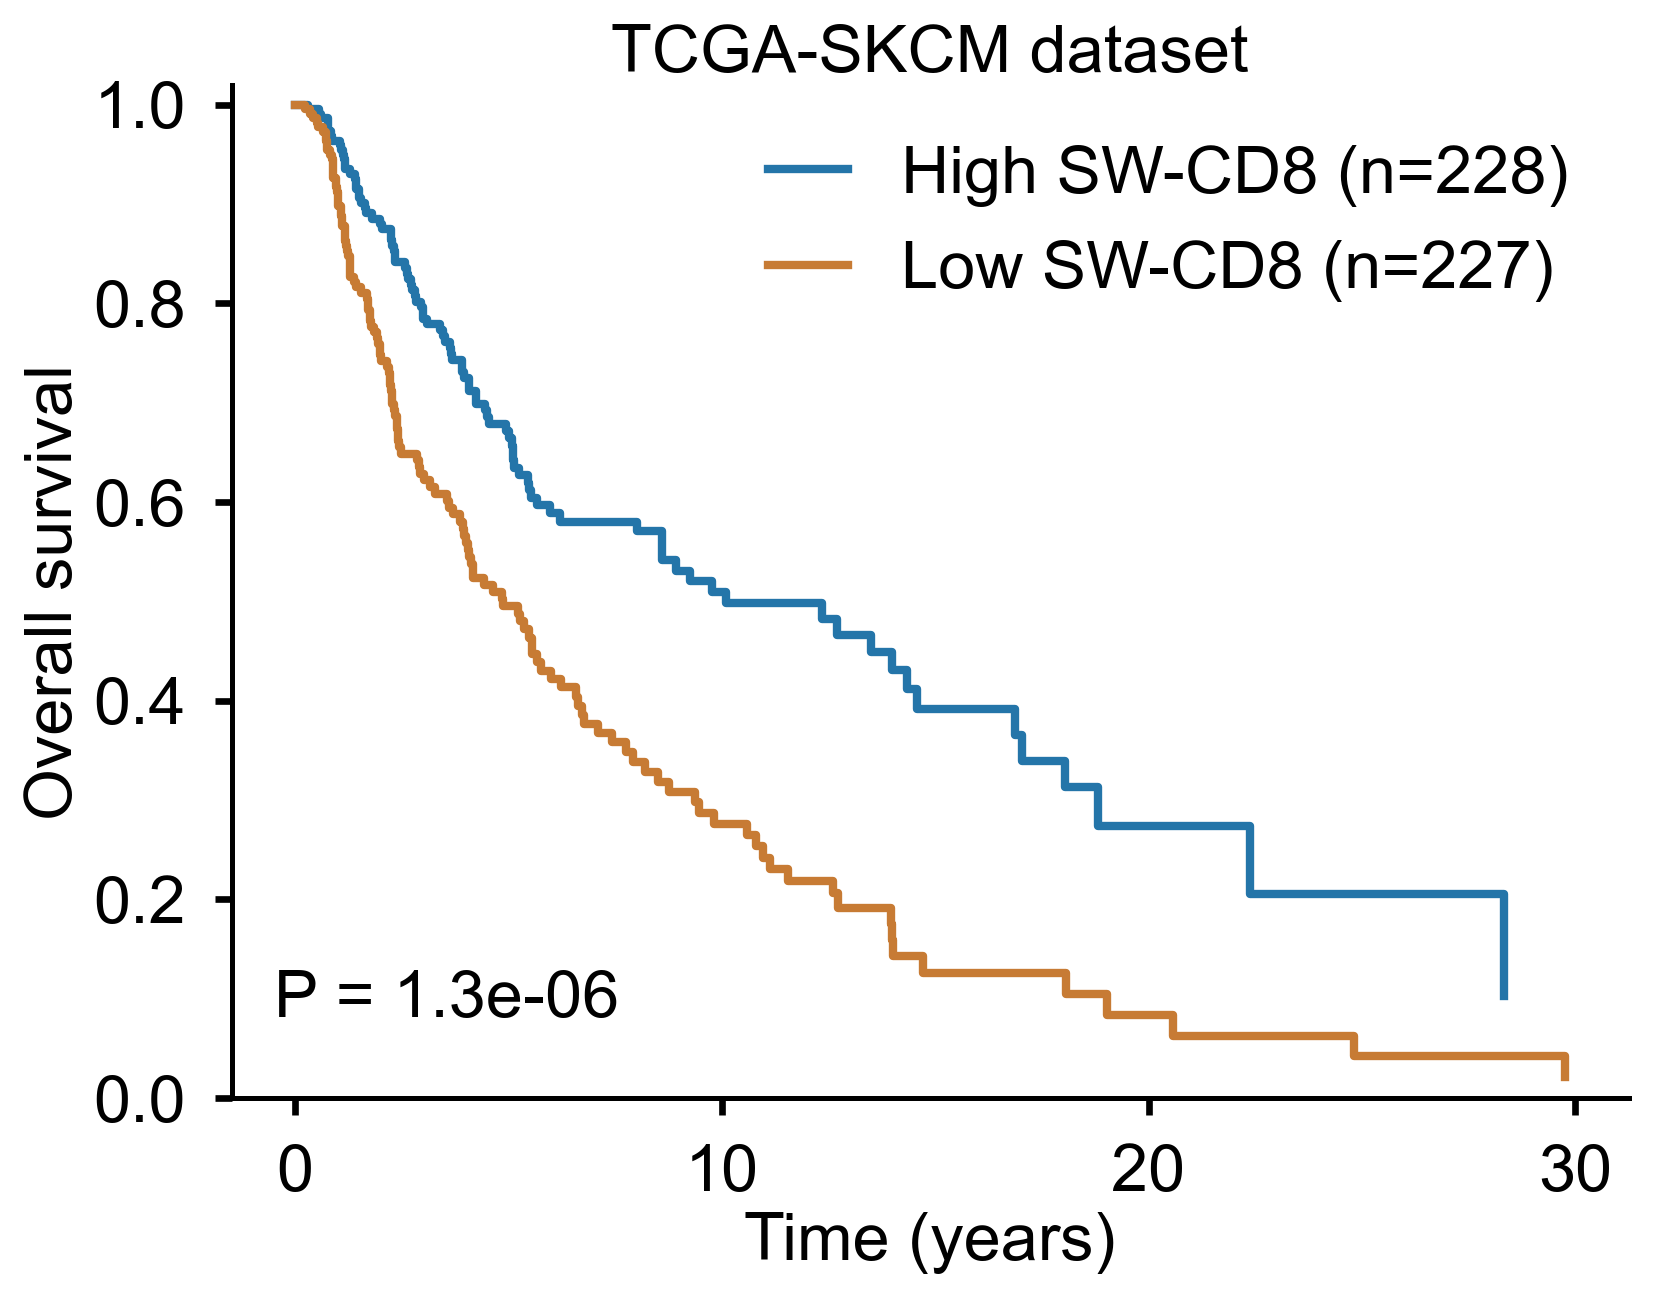 TCGA-SKCM dataset
High SW-CD8 (n=228)
Low SW-CD8 (n=227)
Overall survival
1.0
0.8
0.6
0.4
0.2
0.0
P = 1.3e-06
0 10 20 30
Time (years)